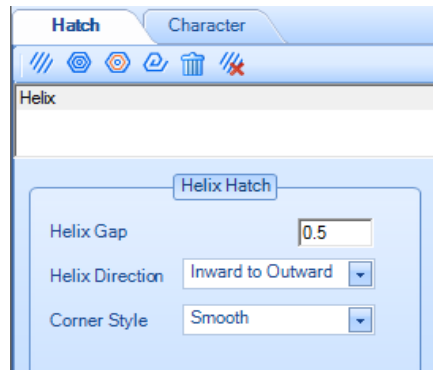 Hatch Character
Helix
Helix Hatch
Helix Gap 0.5
Helix Direction Inward to Outward
Corner Style Smooth